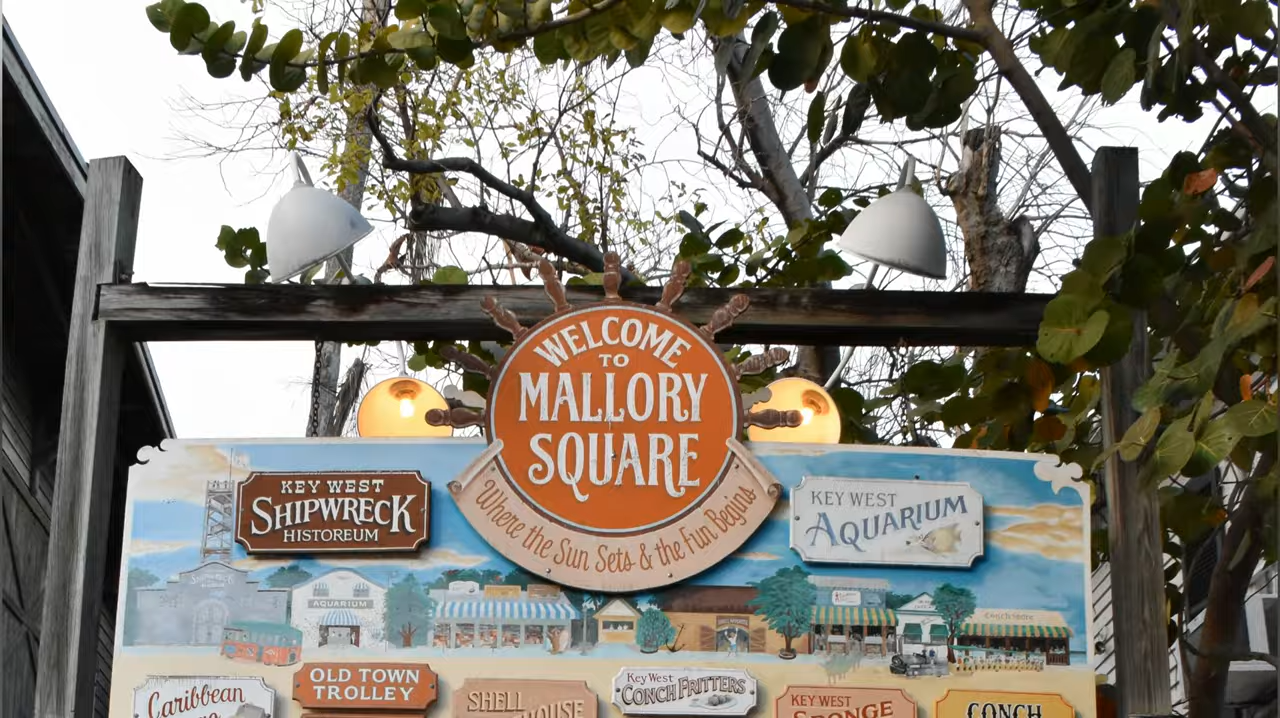 WELCOME
TO
MALLORY
SQUARE
Where the Sun Sets & the Fun Begins
KEY WEST
SHIPWRECK
HISTOREUM
KEY WEST
AQUARIUM
AQUARIUM
OLD TOWN
TROLLEY
Caribbean
SHELL
Key West
CONCH FRITTERS
KEY WEST
SPONGE
CONCH